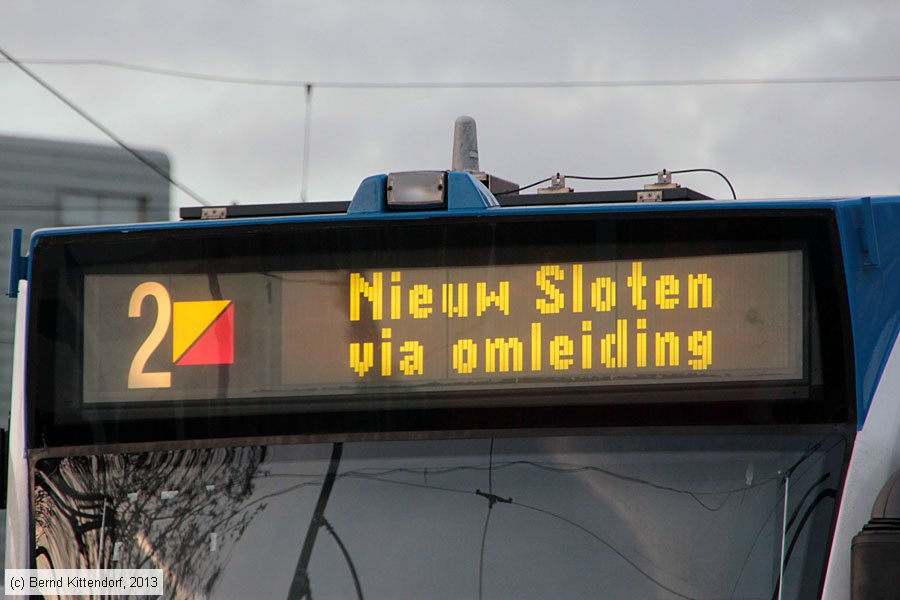 2
Nieuw Sloten
via omleiding
(c) Bernd Kittendorf, 2013